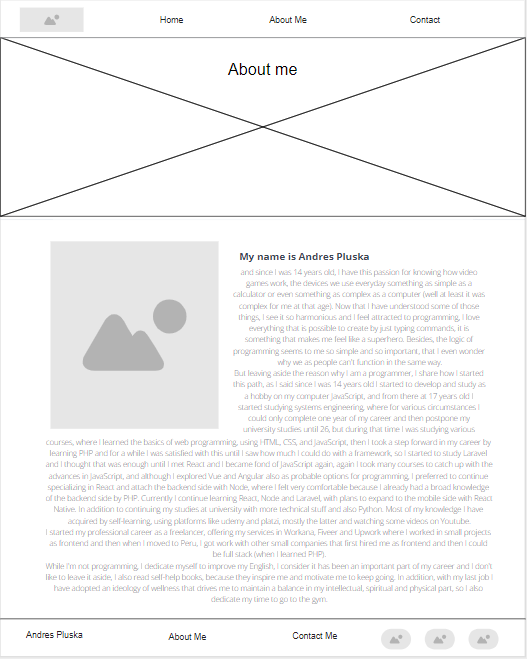 Home
About Me
Contact
About me
My name is Andres Pluska
and since I was 14 years old, I have this passion for knowing how video
games work, the devices we use everyday something as simple as a
calculator or even something as complex as a computer (well at least it was
complex for me at that age). Now that I have understood some of those
things, I see it so harmonious and I feel attracted to programming, I love
everything that is possible to create by just typing commands, it is
something that makes me feel like a superhero. Besides, the logic of
programming seems to me so simple and so important, that I even wonder
why we as people can't function in the same way.
But leaving aside the reason why I am a programmer, I share how I started
this path, as I said since I was 14 years old I started to develop and study as
a hobby on my computer JavaScript, and from there at 17 years old I
started studying systems engineering, where for various circumstances I
could only complete one year of my career and then postpone my
university studies until 26, but during that time I was studying various
courses, where I learned the basics of web programming, using HTML, CSS, and JavaScript, then I took a step forward in my career by
learning PHP and for a while I was satisfied with this until I saw how much I could do with a framework, so I started to study Laravel
and I thought that was enough until I met React and I became fond of JavaScript again, again I took many courses to catch up with the
advances in JavaScript, and although I explored Vue and Angular also as probable options for programming, I preferred to continue
specializing in React and attach the backend side with Node, where I felt very comfortable because I already had a broad knowledge
of the backend side by PHP. Currently I continue learning React, Node and Laravel, with plans to expand to the mobile side with React
Native. In addition to continuing my studies at university with more technical stuff and also Python. Most of my knowledge I have
acquired by self-learning, using platforms like udemy and platzi, mostly the latter and watching some videos on Youtube.
I started my professional career as a freelancer, offering my services in Workana, Fiveer and Upwork where I worked in small projects
as frontend and then when I moved to Peru, I got work with other small companies that first hired me as frontend and then I could
be full stack (when I learned PHP).
While I'm not programming, I dedicate myself to improve my English, I consider it has been an important part of my career and I don't
like to leave it aside, I also read self-help books, because they inspire me and motivate me to keep going. In addition, with my last job I
have adopted an ideology of wellness that drives me to maintain a balance in my intellectual, spiritual and physical part, so I also
dedicate my time to go to the gym.
Andres Pluska
About Me
Contact Me